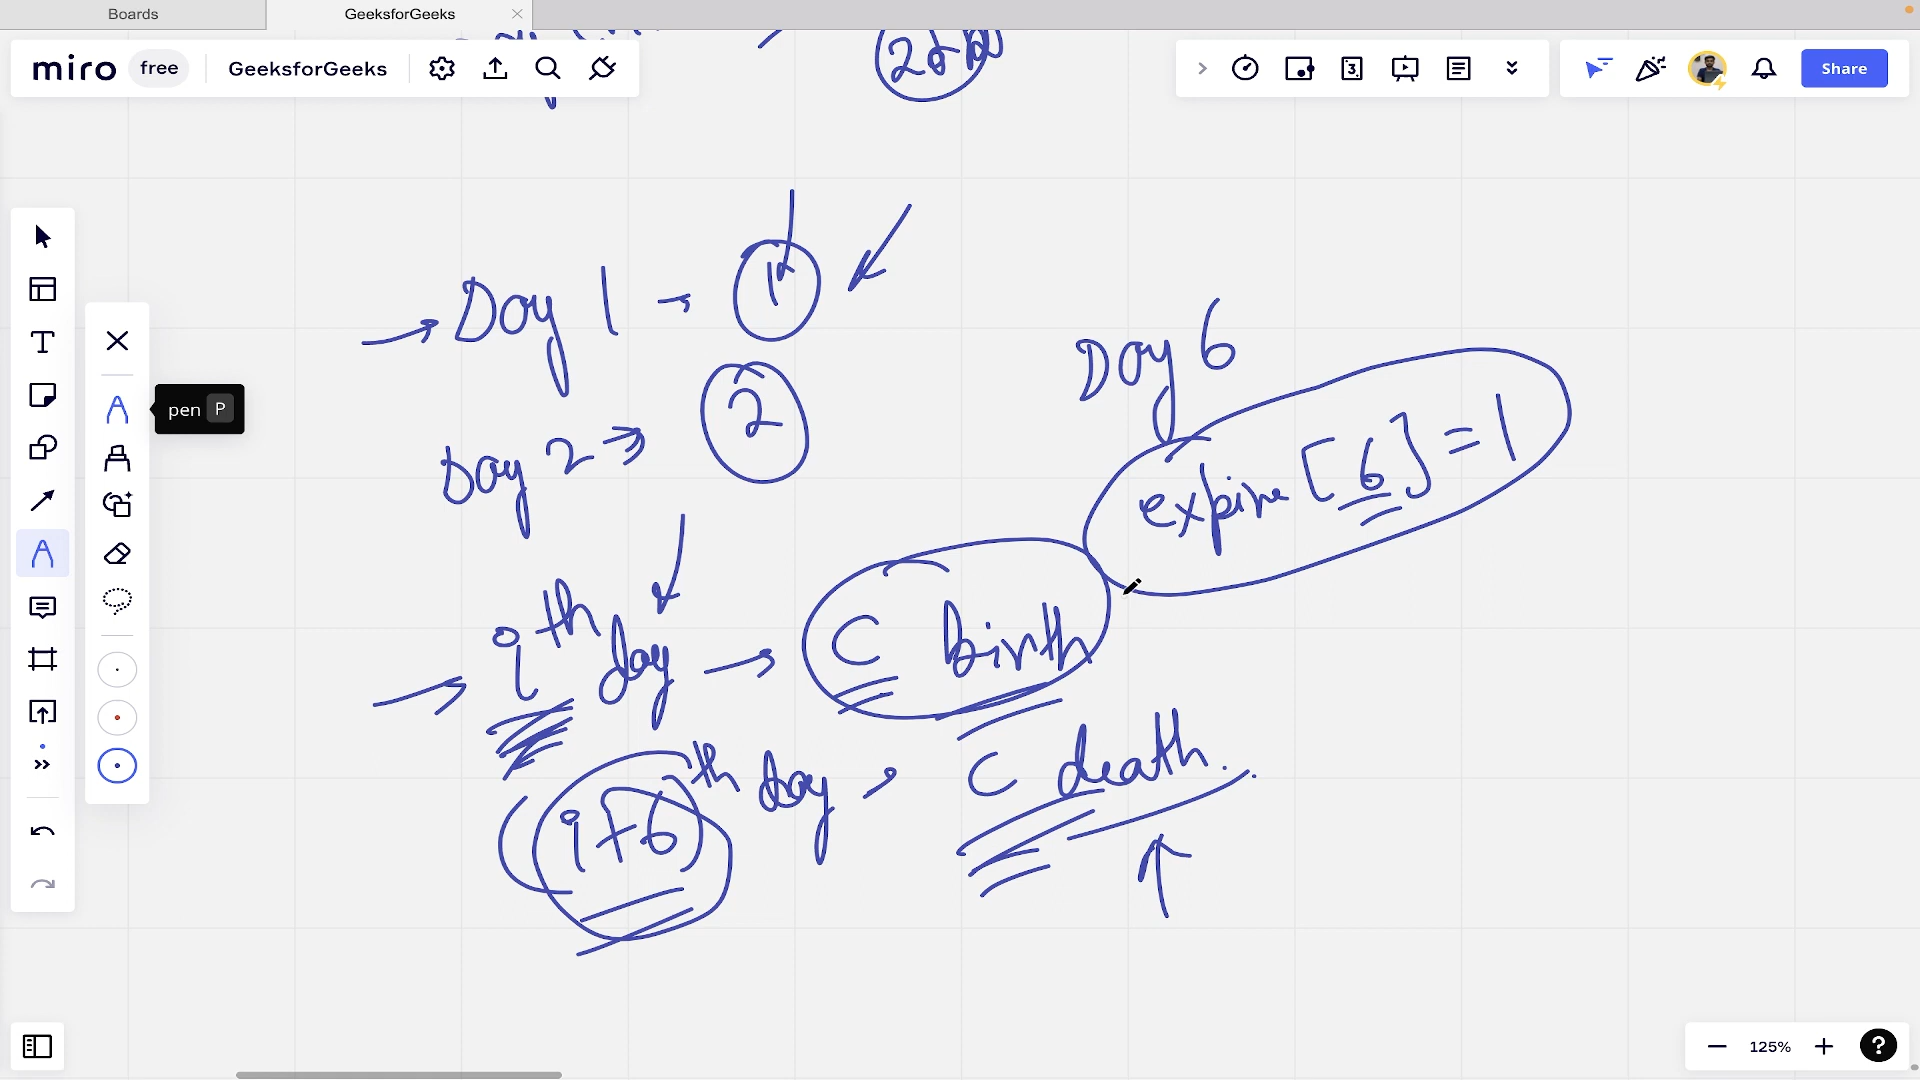 Boards
GeeksforGeeks
miro free GeeksforGeeks
Share
Day 1 → 1
Day 2 → 2
Day 6
expire [6] = 1
pen P
ith day → C birth
(i+6)th day → C death.
125%